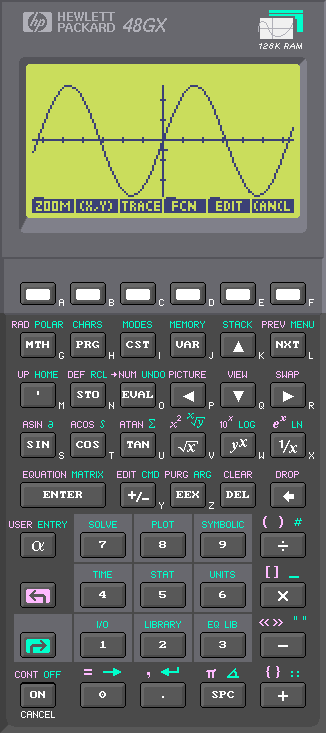 hp HEWLETT PACKARD 48GX
128K RAM
ZOOM (X,Y) TRACE FCN EDIT CANCL
A B C D E F
RAD POLAR CHARS MODES MEMORY STACK PREV MENU
MTH G PRG H CST I VAR J ▲ K NXT L
UP HOME DEF RCL →NUM UNDO PICTURE VIEW SWAP
' M STO N EVAL O ◀ P ▼ Q ▶ R
ASIN ∂ ACOS ∫ ATAN Σ x² ˣ√y 10ˣ LOG eˣ LN
SIN S COS T TAN U √x V yˣ W 1/x X
EQUATION MATRIX EDIT CMD PURG ARG CLEAR DROP
ENTER +/− Y EEX Z DEL ←
USER ENTRY SOLVE PLOT SYMBOLIC ( ) #
α 7 8 9 ÷
TIME STAT UNITS [ ] _
4 5 6 ×
I/O LIBRARY EQ LIB «» " "
1 2 3 −
CONT OFF = → , ↵ π ∡ { } ::
ON 0 . SPC +
CANCEL